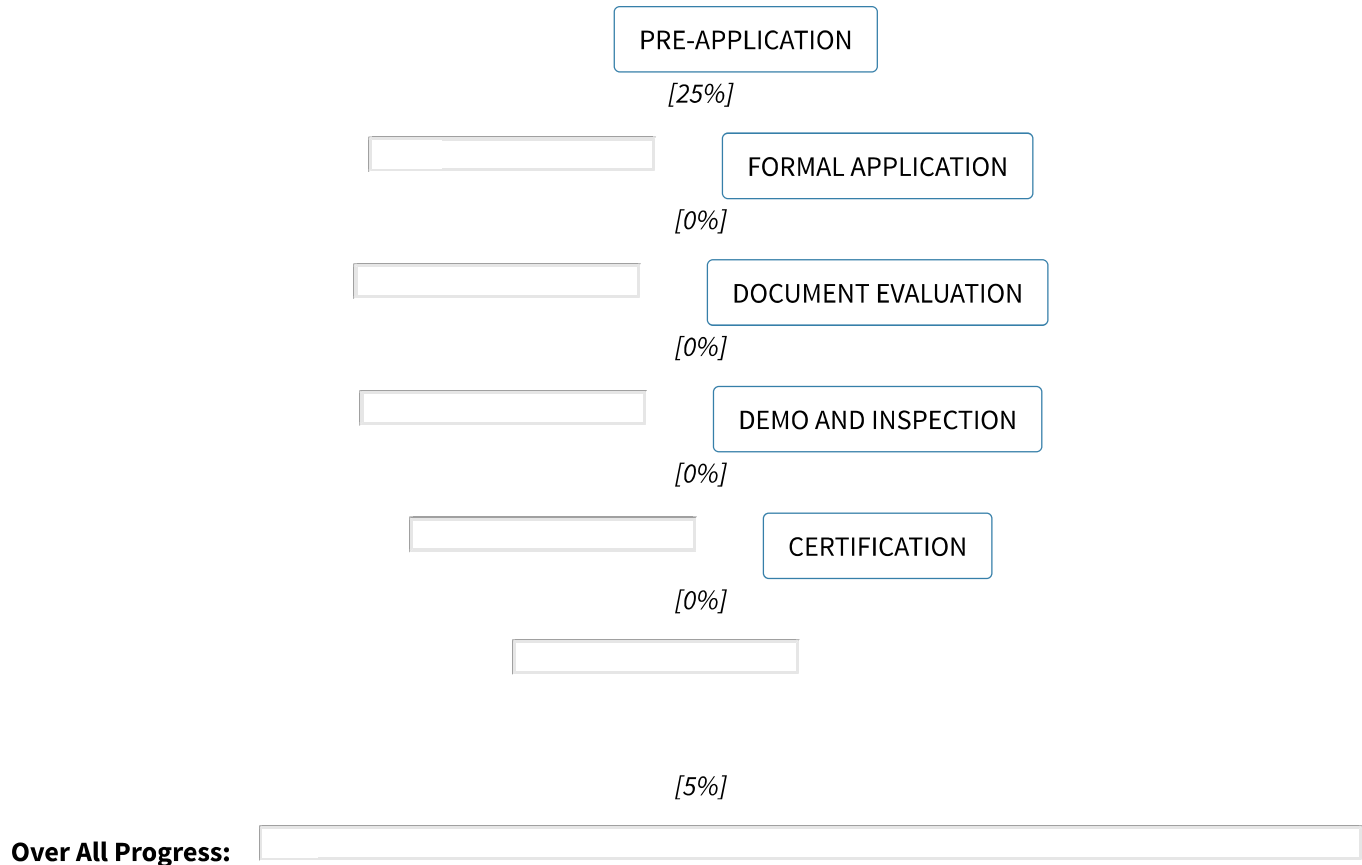 PRE-APPLICATION
[25%]
FORMAL APPLICATION
[0%]
DOCUMENT EVALUATION
[0%]
DEMO AND INSPECTION
[0%]
CERTIFICATION
[0%]
[5%]
Over All Progress: